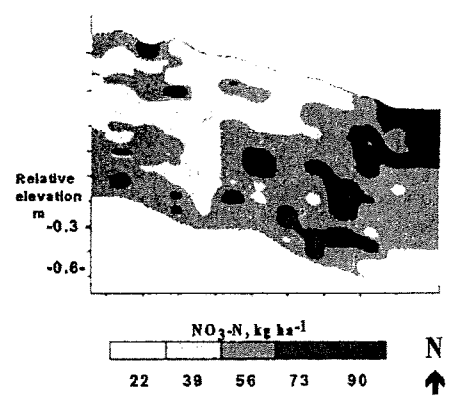 Relative
elevation
m
-0.3
-0.6-
NO3-N, kg ha-1
22 39 56 73 90
N